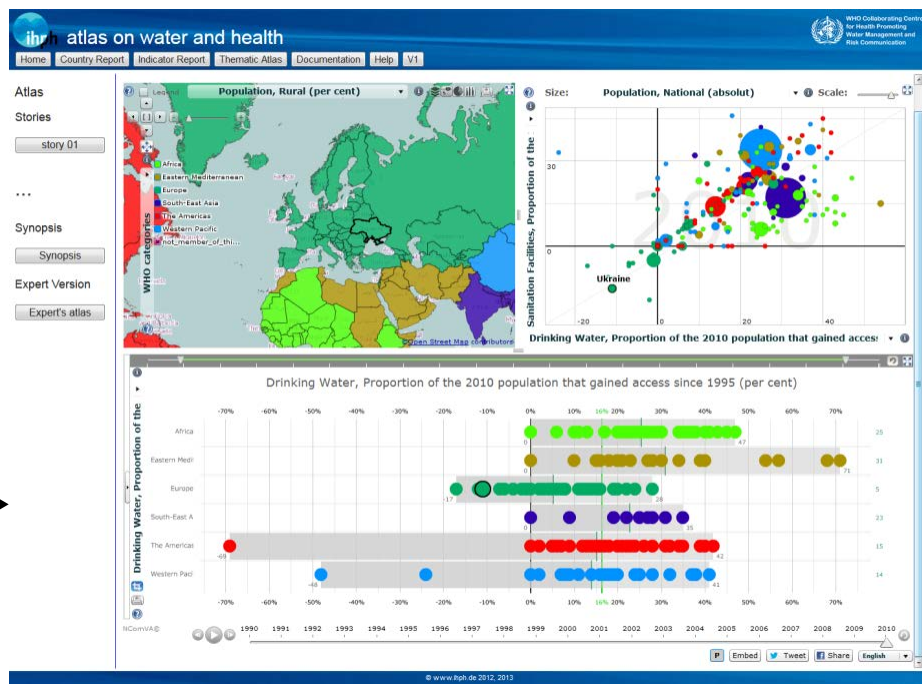 ihph atlas on water and health
WHO Collaborating Centre
for Health Promoting
Water Management and
Risk Communication
Home Country Report Indicator Report Thematic Atlas Documentation Help V1
Atlas
Stories
story 01
...
Synopsis
Synopsis
Expert Version
Expert's atlas
Legend
Population, Rural (per cent)
WHO categories
Africa
Eastern Mediterranean
Europe
South-East Asia
The Americas
Western Pacific
not_member_of_thi...
Open Street Map contributors
Size: Population, National (absolut) Scale:
Sanitation Facilities, Proportion of the
2010
30
0
Ukraine
-20 0 20 40
Drinking Water, Proportion of the 2010 population that gained access
Drinking Water, Proportion of the 2010 population that gained access since 1995 (per cent)
Drinking Water, Proportion of the
-70% -60% -50% -40% -30% -20% -10% 0% 10% 16% 20% 30% 40% 50% 60% 70%
Africa 0 47 25
Eastern Medi 0 71 31
Europe -17 28 5
South-East A 0 35 23
The Americas -69 42 15
Western Paci -48 41 14
-70% -60% -50% -40% -30% -20% -10% 0% 10% 16% 20% 30% 40% 50% 60% 70%
NComVA©
1990 1991 1992 1993 1994 1995 1996 1997 1998 1999 2000 2001 2002 2003 2004 2005 2006 2007 2008 2009 2010
P Embed Tweet Share English
© www.ihph.de 2012, 2013